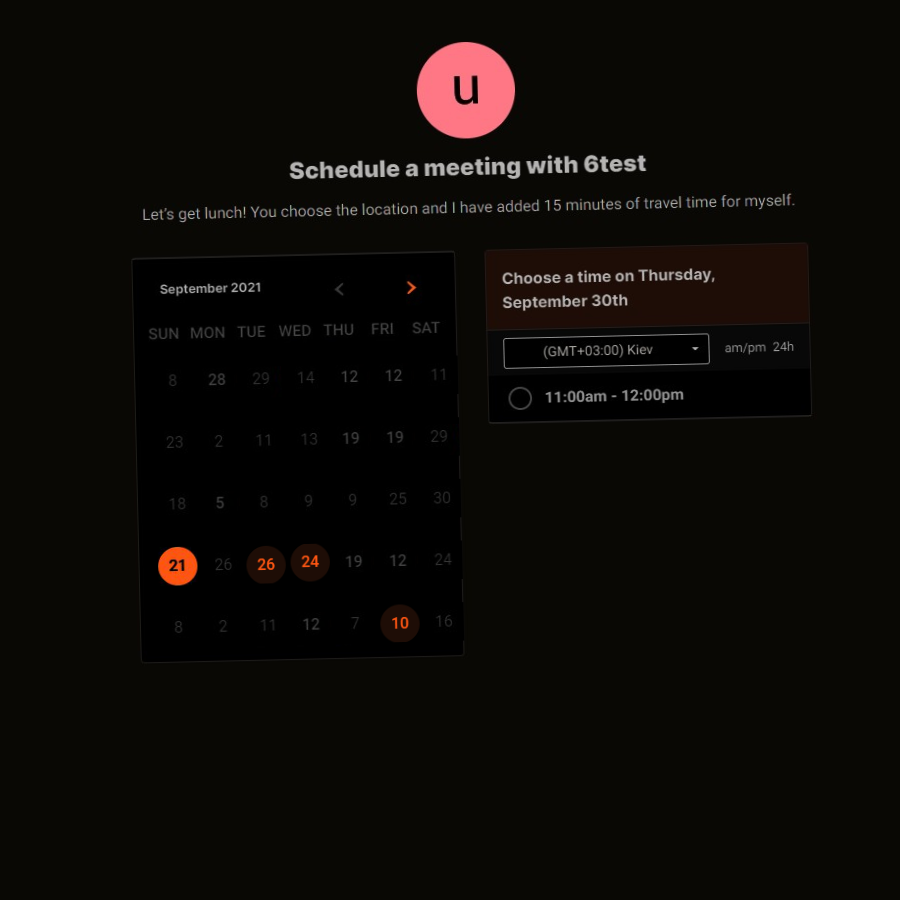 u
Schedule a meeting with 6test
Let's get lunch! You choose the location and I have added 15 minutes of travel time for myself.
September 2021
SUN MON TUE WED THU FRI SAT
8 28 29 14 12 12 11
23 2 11 13 19 19 29
18 5 8 9 9 25 30
21 26 26 24 19 12 24
8 2 11 12 7 10 16
Choose a time on Thursday,
September 30th
(GMT+03:00) Kiev
am/pm 24h
11:00am - 12:00pm